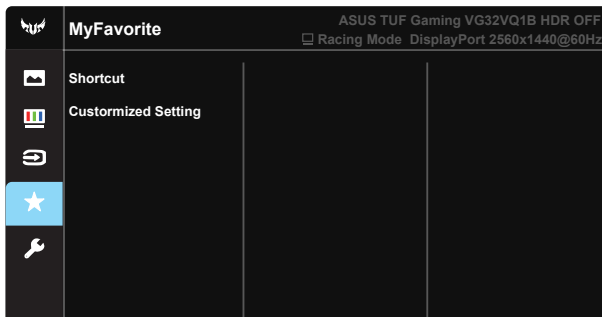 MyFavorite
ASUS TUF Gaming VG32VQ1B HDR OFF
Racing Mode DisplayPort 2560x1440@60Hz
Shortcut
Customized Setting